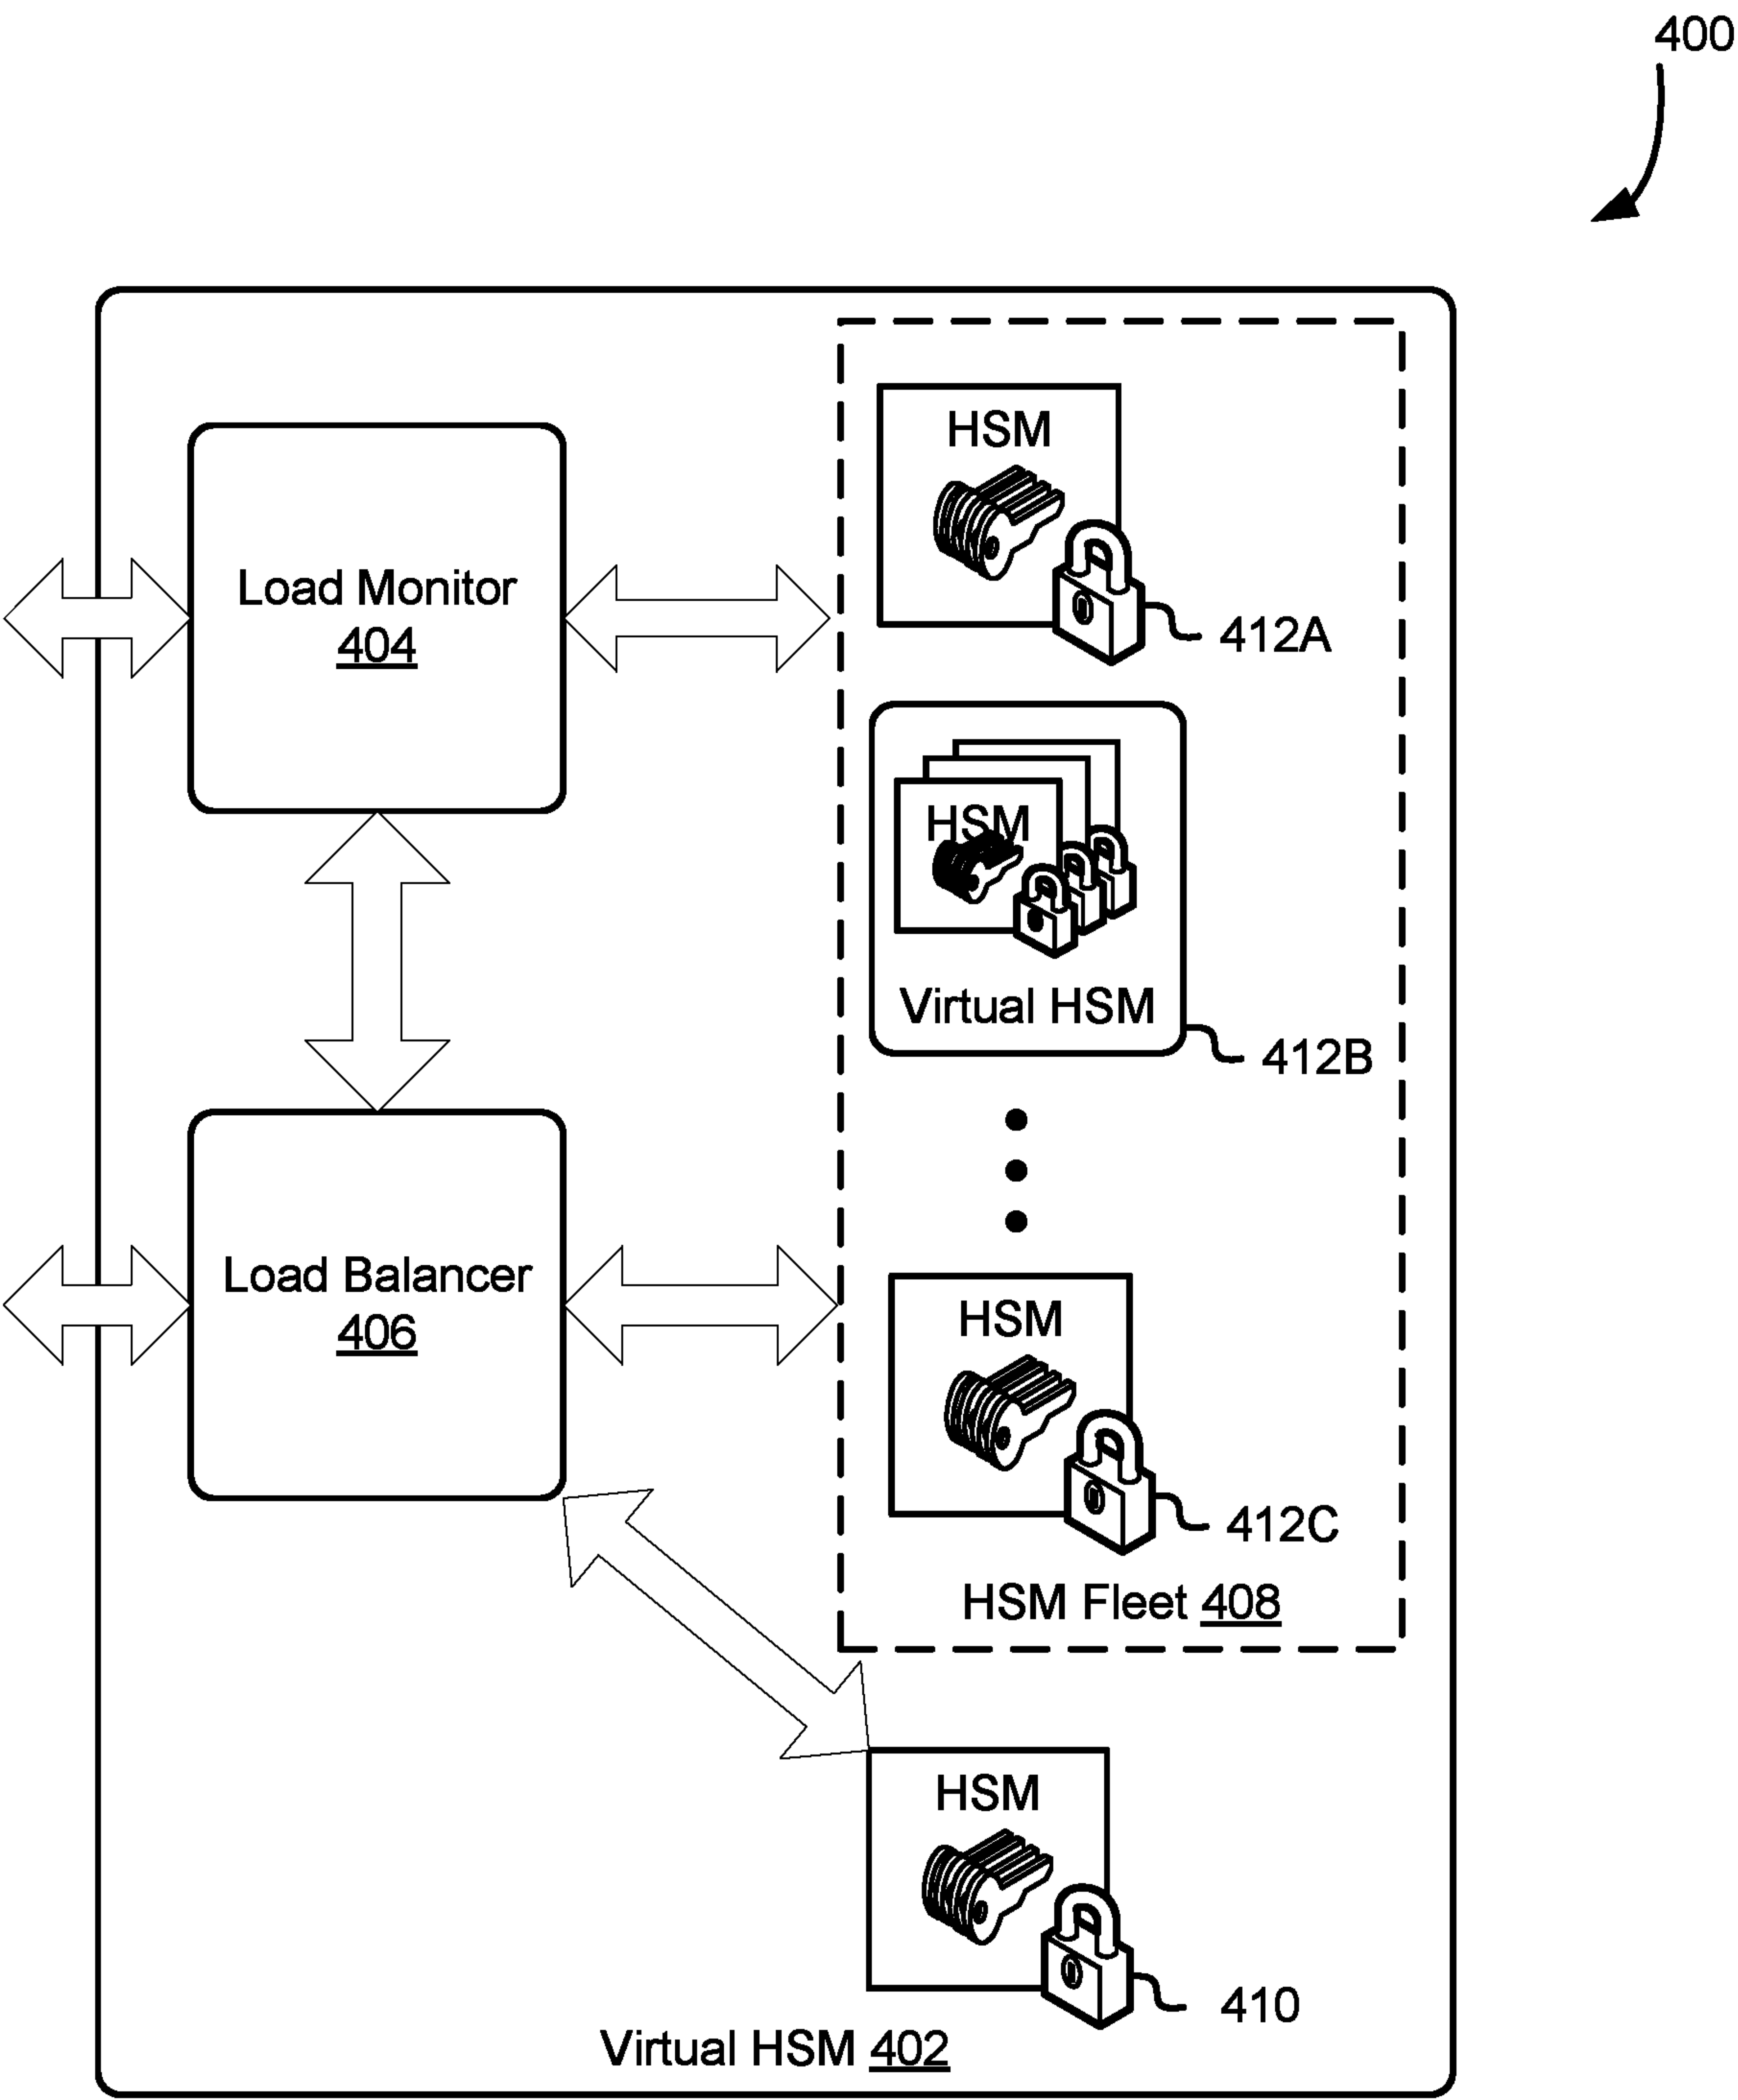 400
HSM
Load Monitor
404
412A
HSM
Virtual HSM
412B
Load Balancer
406
HSM
412C
HSM Fleet 408
HSM
410
Virtual HSM 402